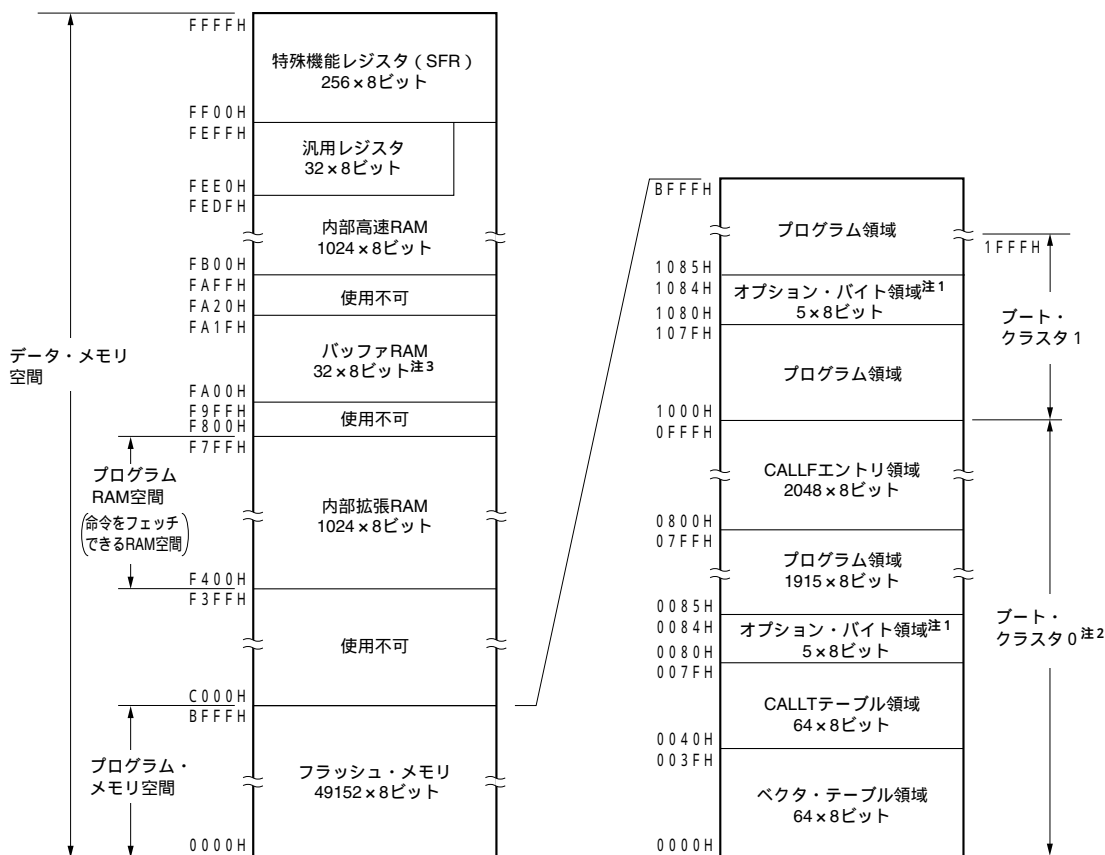 FFFFH
特殊機能レジスタ（SFR）
256×8ビット
FF00H
FEFFH
汎用レジスタ
32×8ビット
FEE0H
FEDFH
内部高速RAM
1024×8ビット
FB00H
FAFFH
使用不可
FA20H
FA1FH
データ・メモリ
空間
バッファRAM
32×8ビット注3
FA00H
F9FFH
使用不可
F800H
F7FFH
プログラム
RAM空間
（命令をフェッチ
できるRAM空間）
内部拡張RAM
1024×8ビット
F400H
F3FFH
使用不可
C000H
BFFFH
プログラム・
メモリ空間
フラッシュ・メモリ
49152×8ビット
0000H
BFFFH
プログラム領域
1FFFH
1085H
1084H
オプション・バイト領域注1
5×8ビット
1080H
107FH
ブート・
クラスタ1
プログラム領域
1000H
0FFFH
CALLFエントリ領域
2048×8ビット
0800H
07FFH
プログラム領域
1915×8ビット
0085H
0084H
オプション・バイト領域注1
5×8ビット
0080H
007FH
ブート・
クラスタ0注2
CALLTテーブル領域
64×8ビット
0040H
003FH
ベクタ・テーブル領域
64×8ビット
0000H